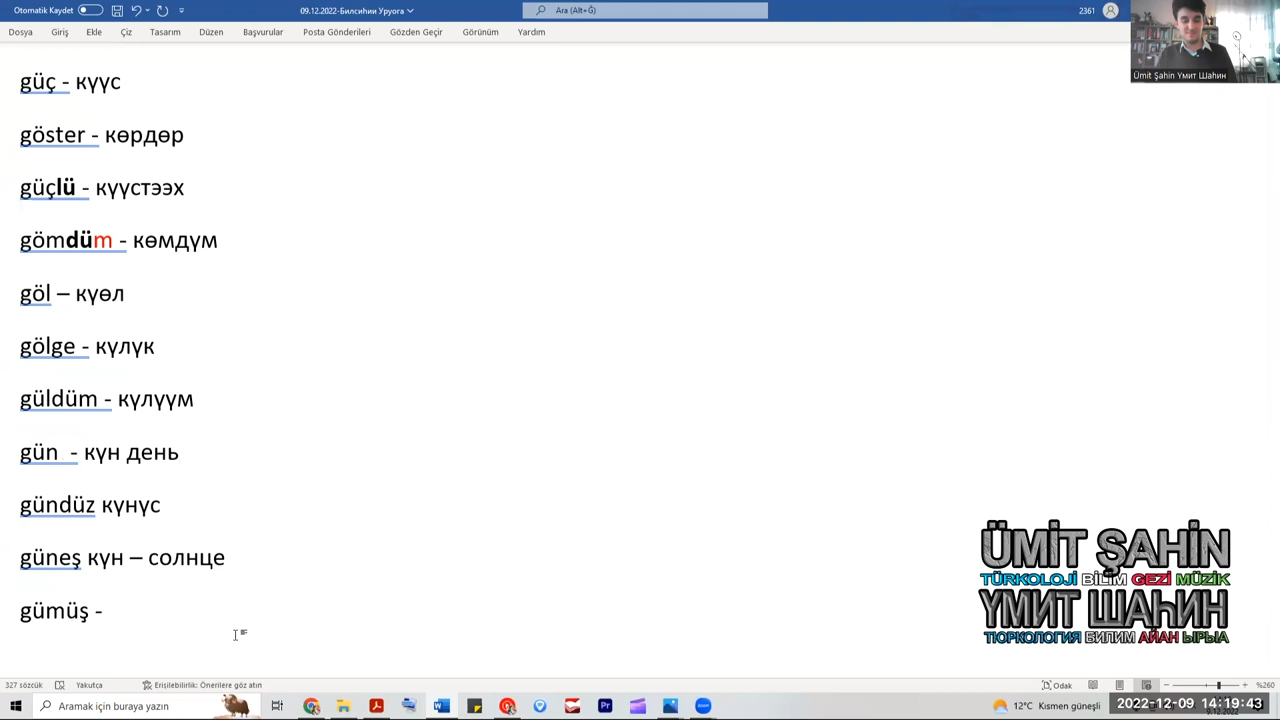 Otomatik Kaydet
09.12.2022-Билсиһии Уруога
Ara (Alt+Ğ)
2361
Dosya Giriş Ekle Çiz Tasarım Düzen Başvurular Posta Gönderileri Gözden Geçir Görünüm Yardım
Ümit Şahin Үмит Шаһин
güç - күүс
göster - көрдөр
güçlü - күүстээх
gömdüm - көмдүм
göl – күөл
gölge - күлүк
güldüm - күлүүм
gün - күн день
gündüz күнүс
güneş күн – солнце
gümüş -
ÜMİT ŞAHİN
TÜRKOLOJİ BİLİM GEZİ MÜZİK
ҮМИТ ШАҺИН
ТЮРКОЛОГИЯ БИЛИМ АЙАН ЫРЫА
327 sözcük Yakutça Erişilebilirlik: Önerilere göz atın Odak %260
Aramak için buraya yazın
12°C Kısmen güneşli
2022-12-09 14:19:43